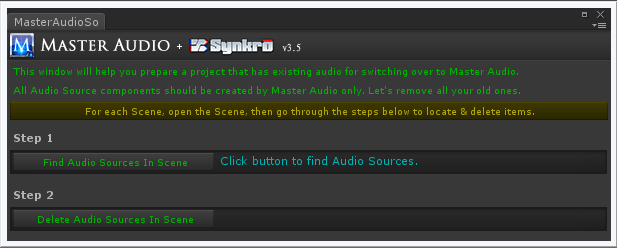 MasterAudioSo
MASTER AUDIO + Synkro v3.5
This window will help you prepare a project that has existing audio for switching over to Master Audio.
All Audio Source components should be created by Master Audio only. Let's remove all your old ones.
For each Scene, open the Scene, then go through the steps below to locate & delete items.
Step 1
Find Audio Sources In Scene Click button to find Audio Sources.
Step 2
Delete Audio Sources In Scene